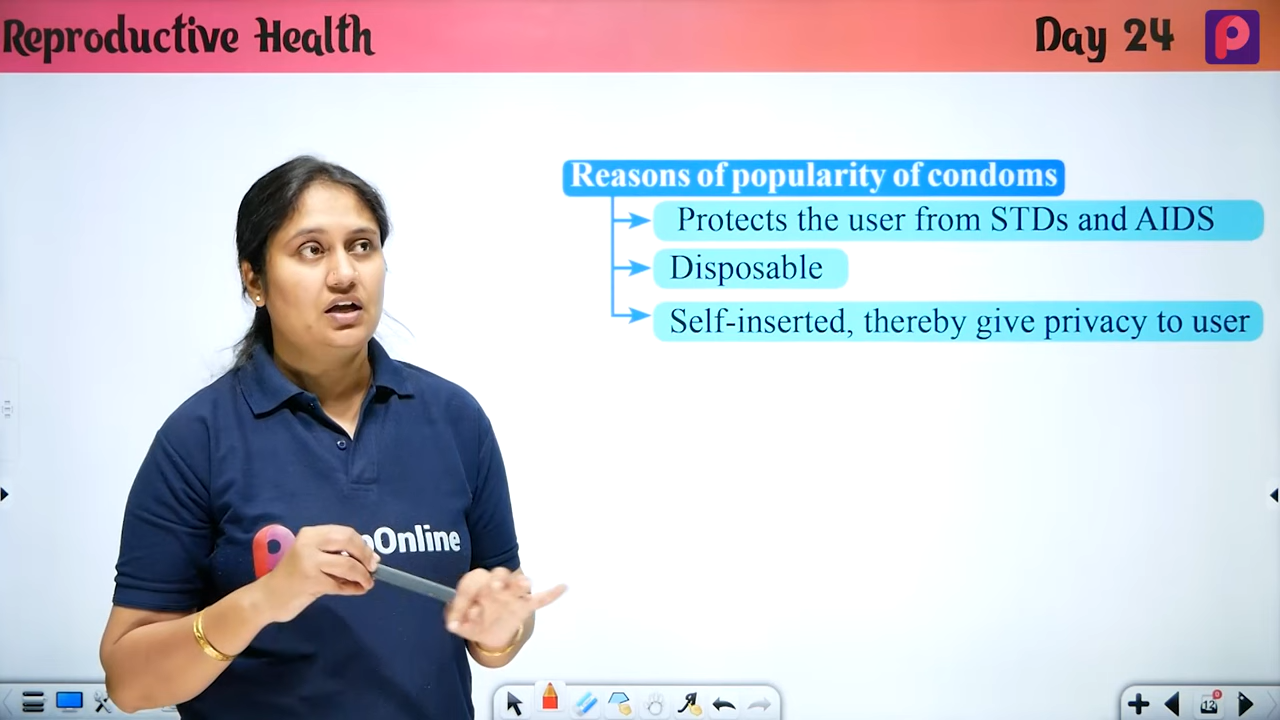 Reproductive Health
Day 24
Reasons of popularity of condoms
Protects the user from STDs and AIDS
Disposable
Self-inserted, thereby give privacy to user
Online
12